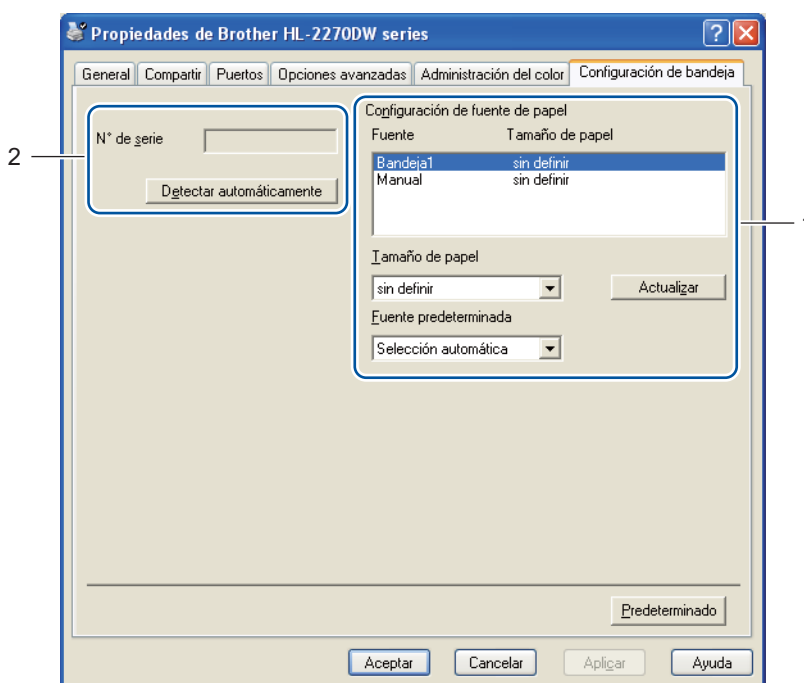 Propiedades de Brother HL-2270DW series
General Compartir Puertos Opciones avanzadas Administración del color Configuración de bandeja
2
N° de serie
Detectar automáticamente
Configuración de fuente de papel
Fuente Tamaño de papel
Bandeja1 sin definir
Manual sin definir
Tamaño de papel
sin definir Actualizar
Fuente predeterminada
Selección automática
Predeterminado
Aceptar Cancelar Aplicar Ayuda